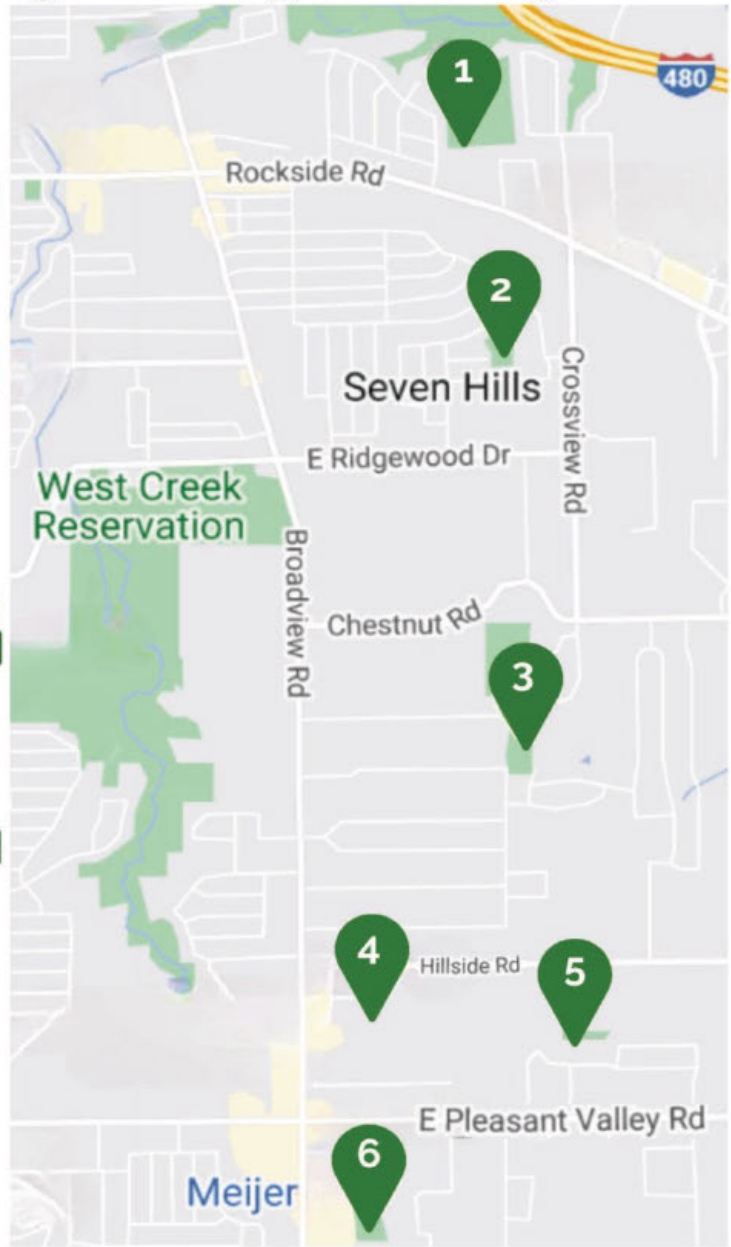 1
480
Rockside Rd
2
Seven Hills
Crossview Rd
E Ridgewood Dr
West Creek
Reservation
Broadview Rd
Chestnut Rd
3
4
Hillside Rd
5
E Pleasant Valley Rd
6
Meijer